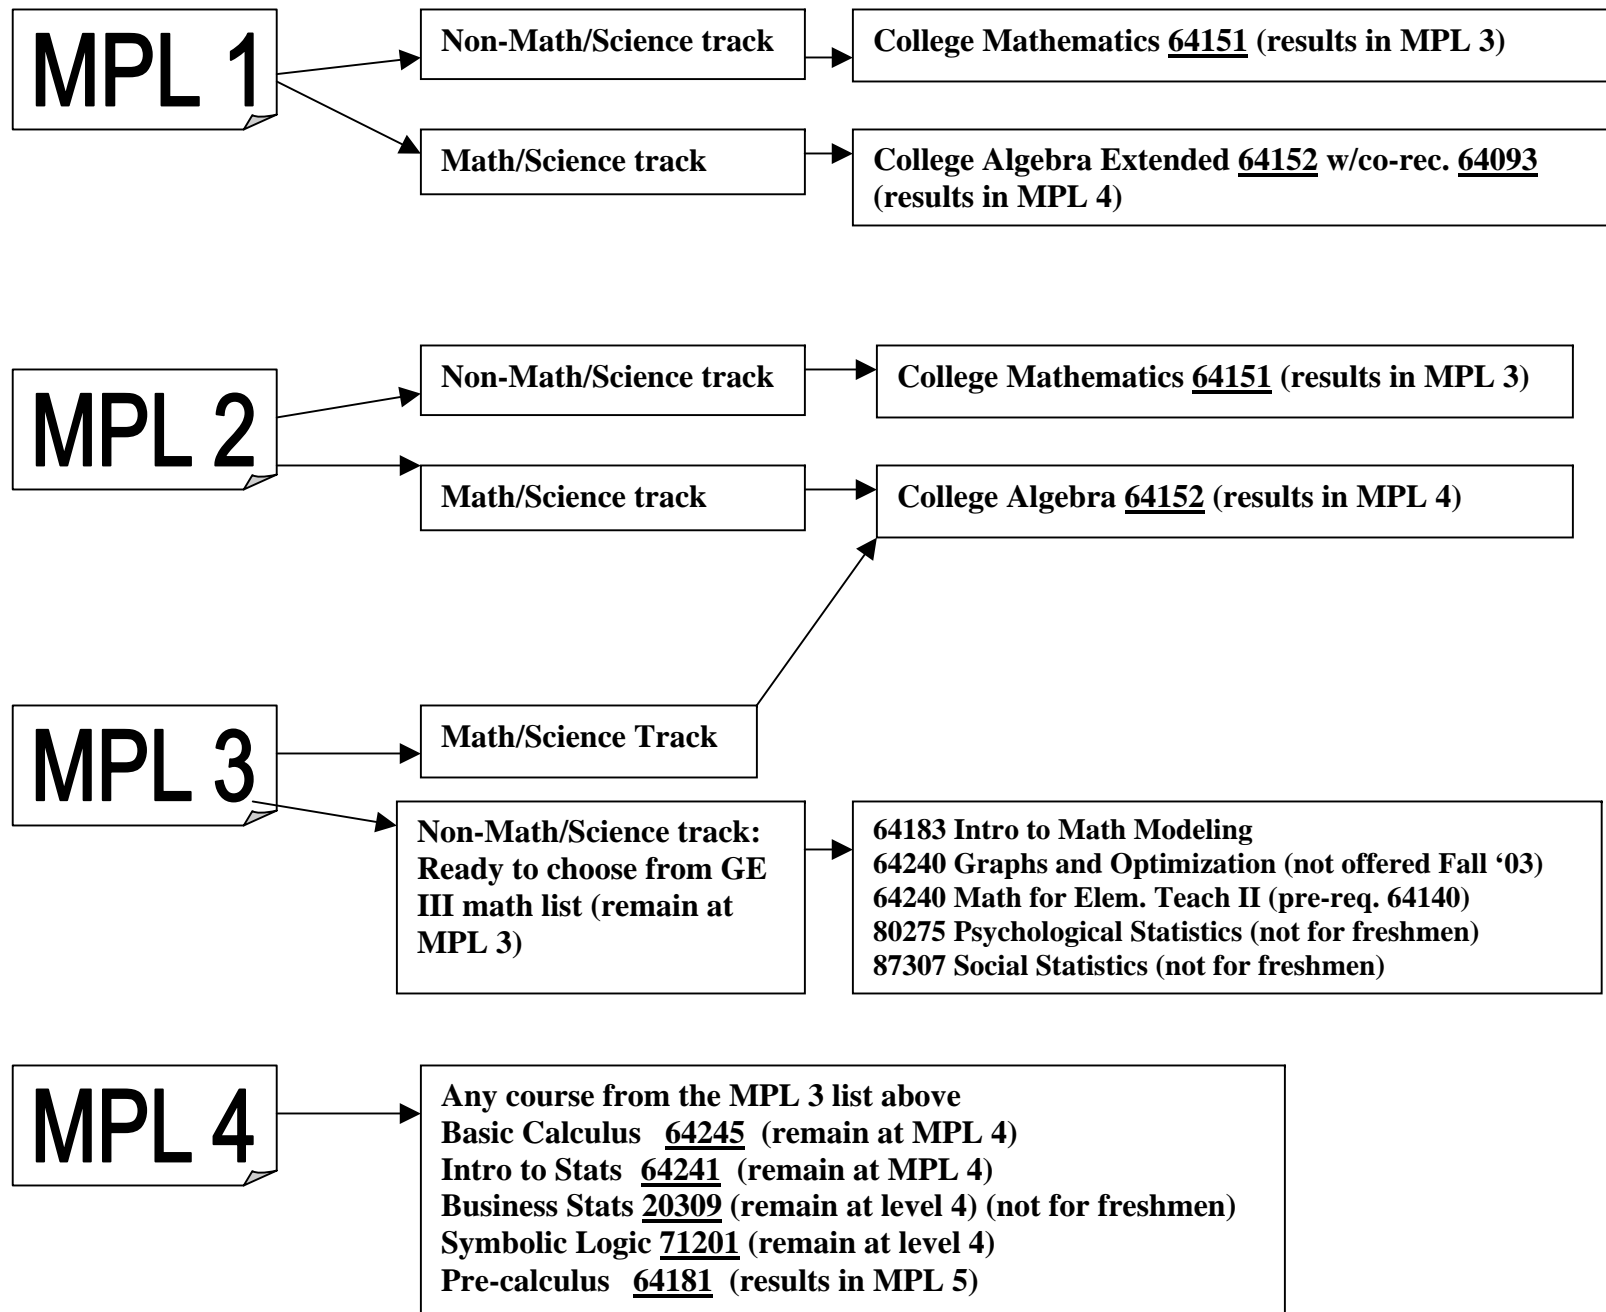 MPL 1
Non-Math/Science track
College Mathematics 64151 (results in MPL 3)
Math/Science track
College Algebra Extended 64152 w/co-rec. 64093
(results in MPL 4)
MPL 2
Non-Math/Science track
College Mathematics 64151 (results in MPL 3)
Math/Science track
College Algebra 64152 (results in MPL 4)
MPL 3
Math/Science Track
Non-Math/Science track:
Ready to choose from GE
III math list (remain at
MPL 3)
64183 Intro to Math Modeling
64240 Graphs and Optimization (not offered Fall ‘03)
64240 Math for Elem. Teach II (pre-req. 64140)
80275 Psychological Statistics (not for freshmen)
87307 Social Statistics (not for freshmen)
MPL 4
Any course from the MPL 3 list above
Basic Calculus 64245 (remain at MPL 4)
Intro to Stats 64241 (remain at MPL 4)
Business Stats 20309 (remain at level 4) (not for freshmen)
Symbolic Logic 71201 (remain at level 4)
Pre-calculus 64181 (results in MPL 5)